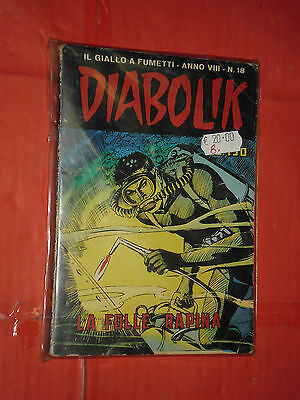 IL GIALLO A FUMETTI - ANNO VIII - N. 18
DIABOLIK
€ 20.00
LA FOLLE RAPINA